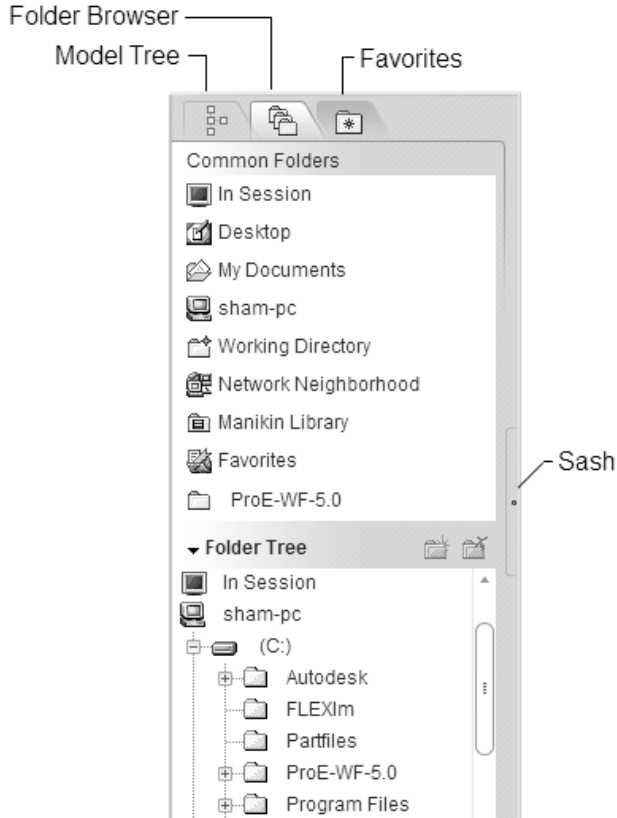 Folder Browser
Model Tree
Favorites
Common Folders
In Session
Desktop
My Documents
sham-pc
Working Directory
Network Neighborhood
Manikin Library
Favorites
ProE-WF-5.0
Sash
Folder Tree
In Session
sham-pc
(C:)
Autodesk
FLEXlm
Partfiles
ProE-WF-5.0
Program Files